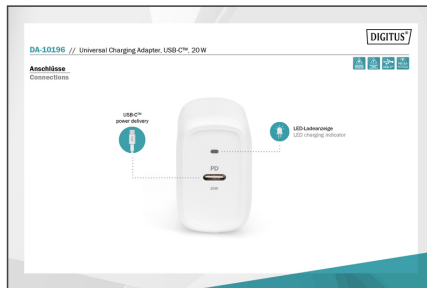 DIGITUS®
DA-10196 // Universal Charging Adapter, USB-C™, 20 W
Anschlüsse
Connections
USB-C™
power delivery
LED-Ladeanzeige
LED charging indicator
PD
20W